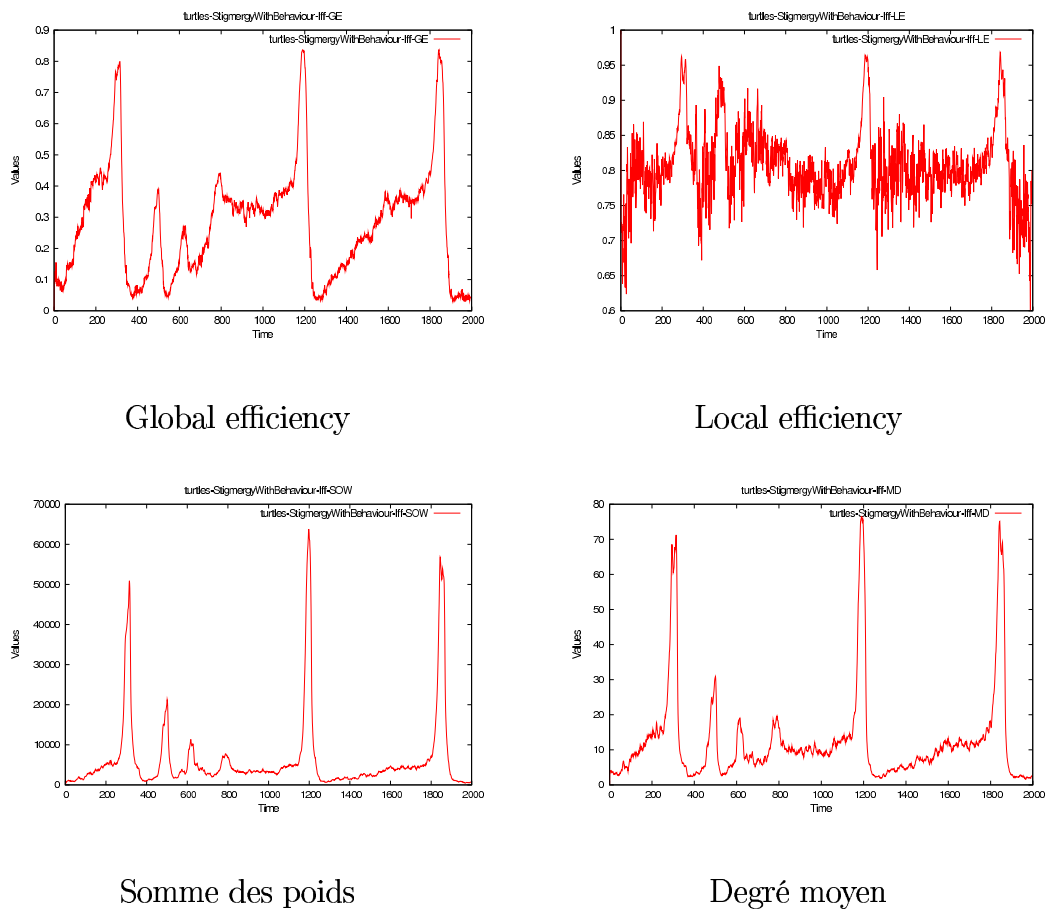 turtles-StigmergyWithBehaviour-Iff-GE
turtles-StigmergyWithBehaviour-Iff-GE
Values
0.9
0.8
0.7
0.6
0.5
0.4
0.3
0.2
0.1
0
0 200 400 600 800 1000 1200 1400 1600 1800 2000
Time
Global efficiency
turtles-StigmergyWithBehaviour-Iff-LE
turtles-StigmergyWithBehaviour-Iff-LE
Values
1
0.95
0.9
0.85
0.8
0.75
0.7
0.65
0.6
0 200 400 600 800 1000 1200 1400 1600 1800 2000
Time
Local efficiency
turtles-StigmergyWithBehaviour-Iff-SOW
turtles-StigmergyWithBehaviour-Iff-SOW
Values
70000
60000
50000
40000
30000
20000
10000
0
0 200 400 600 800 1000 1200 1400 1600 1800 2000
Time
Somme des poids
turtles-StigmergyWithBehaviour-Iff-MD
turtles-StigmergyWithBehaviour-Iff-MD
Values
80
70
60
50
40
30
20
10
0
0 200 400 600 800 1000 1200 1400 1600 1800 2000
Time
Degré moyen